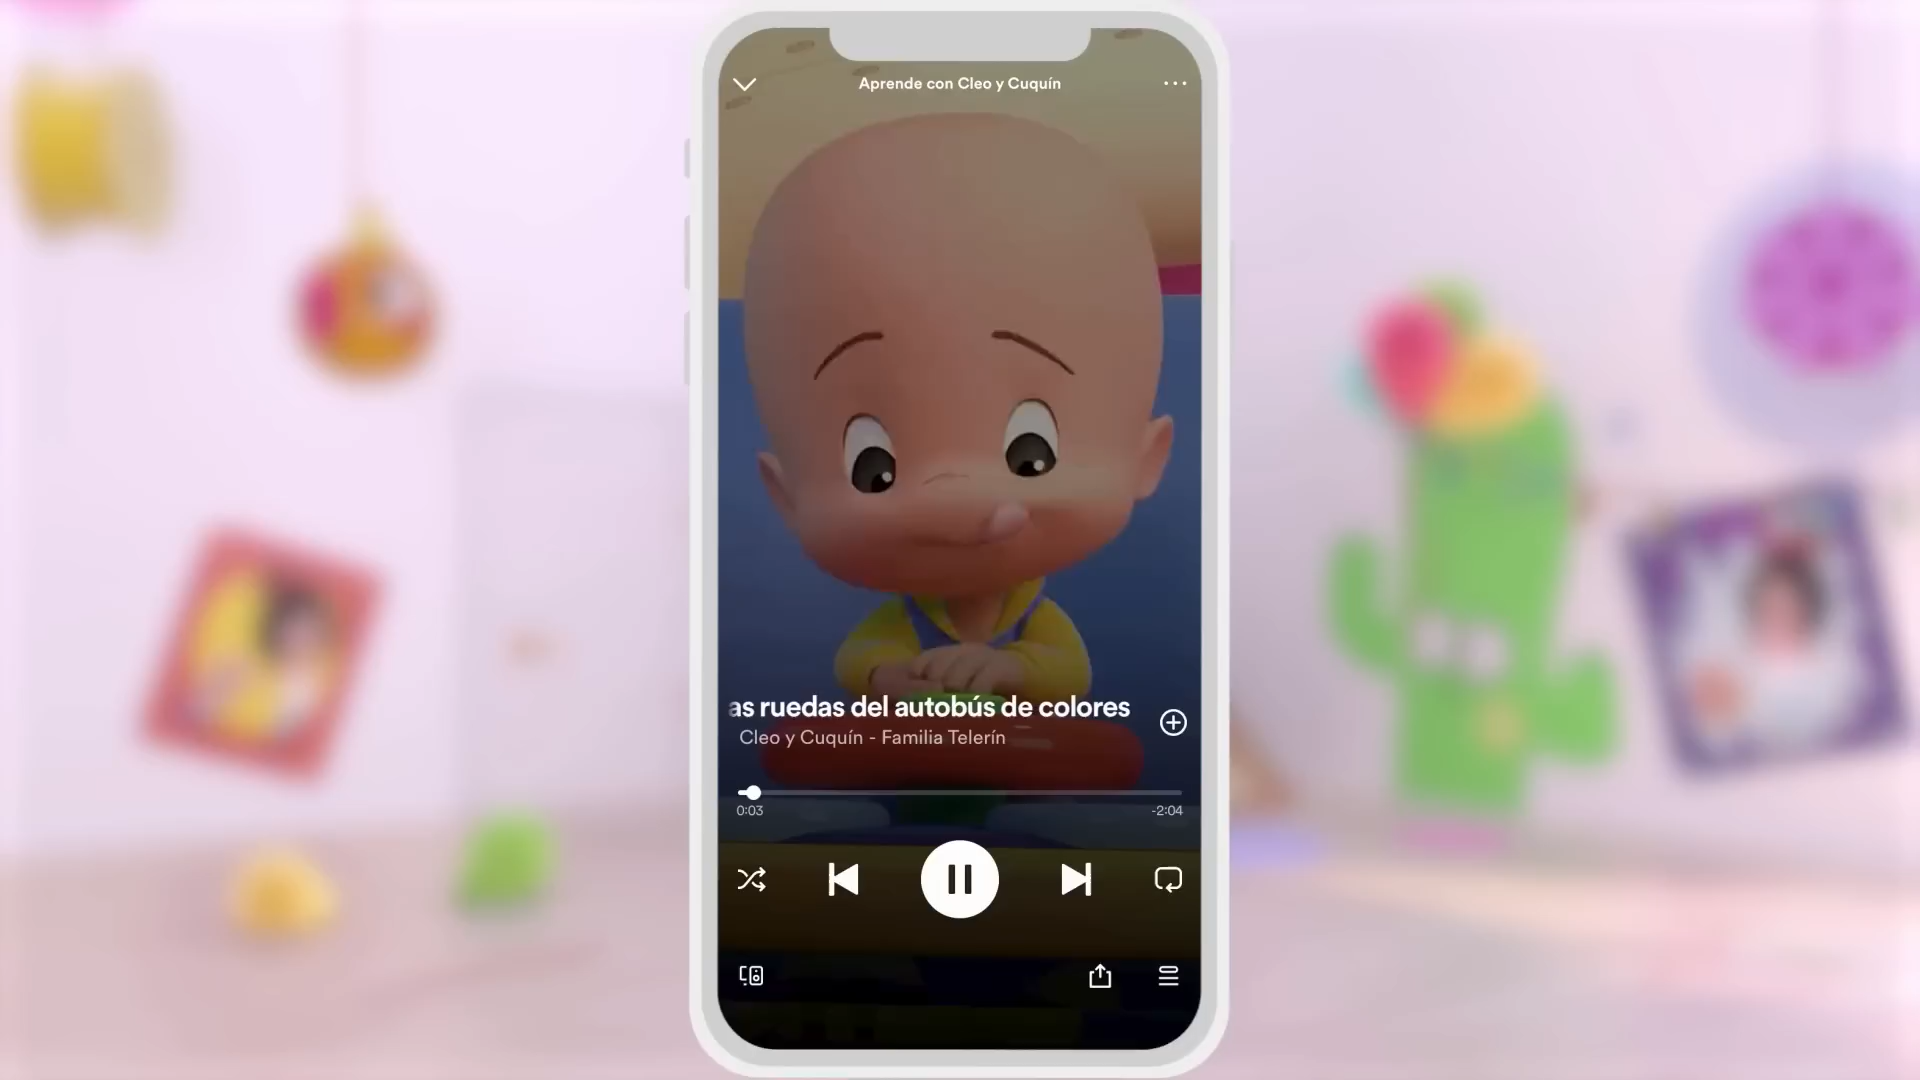 Aprende con Cleo y Cuquín
as ruedas del autobús de colores
Cleo y Cuquín - Familia Telerín
0:03
-2:04